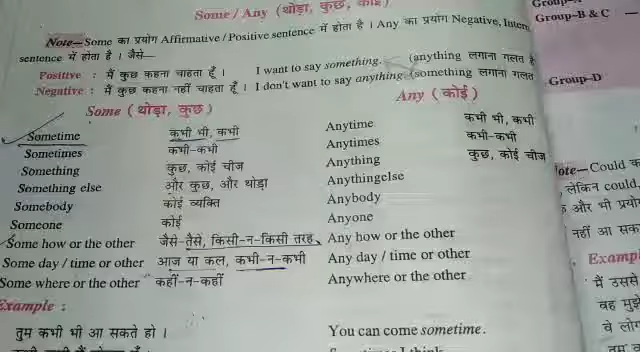 Some / Any (थोड़ा, कुछ, कोई)
Note—Some का प्रयोग Affirmative / Positive sentence में होता है । Any का प्रयोग Negative,
sentence में होता है । जैसे—
Positive : मैं कुछ कहना चाहता हूँ । I want to say something. (anything लगाना गलत है
Negative : मैं कुछ कहना नहीं चाहता हूँ । I don't want to say anything. (something लगाना गलत
Some ( थोड़ा, कुछ ) Any ( कोई )
Sometime कभी भी, कभी Anytime कभी भी, कभी
Sometimes कभी-कभी Anytimes कभी-कभी
Something कुछ, कोई चीज Anything कुछ, कोई चीज
Something else और कुछ, और थोड़ा Anythingelse
Somebody कोई व्यक्ति Anybody
Someone कोई Anyone
Some how or the other जैसे-तैसे, किसी-न-किसी तरह Any how or the other
Some day / time or other आज या कल, कभी-न-कभी Any day / time or other
Some where or the other कहीं-न-कहीं Anywhere or the other
Example :
तुम कभी भी आ सकते हो । You can come sometime.
Group-B & C —
Group-D
Could
लेकिन could,
और भी
नहीं आ सक
मैं उससे
वह मुझे
वे लोग